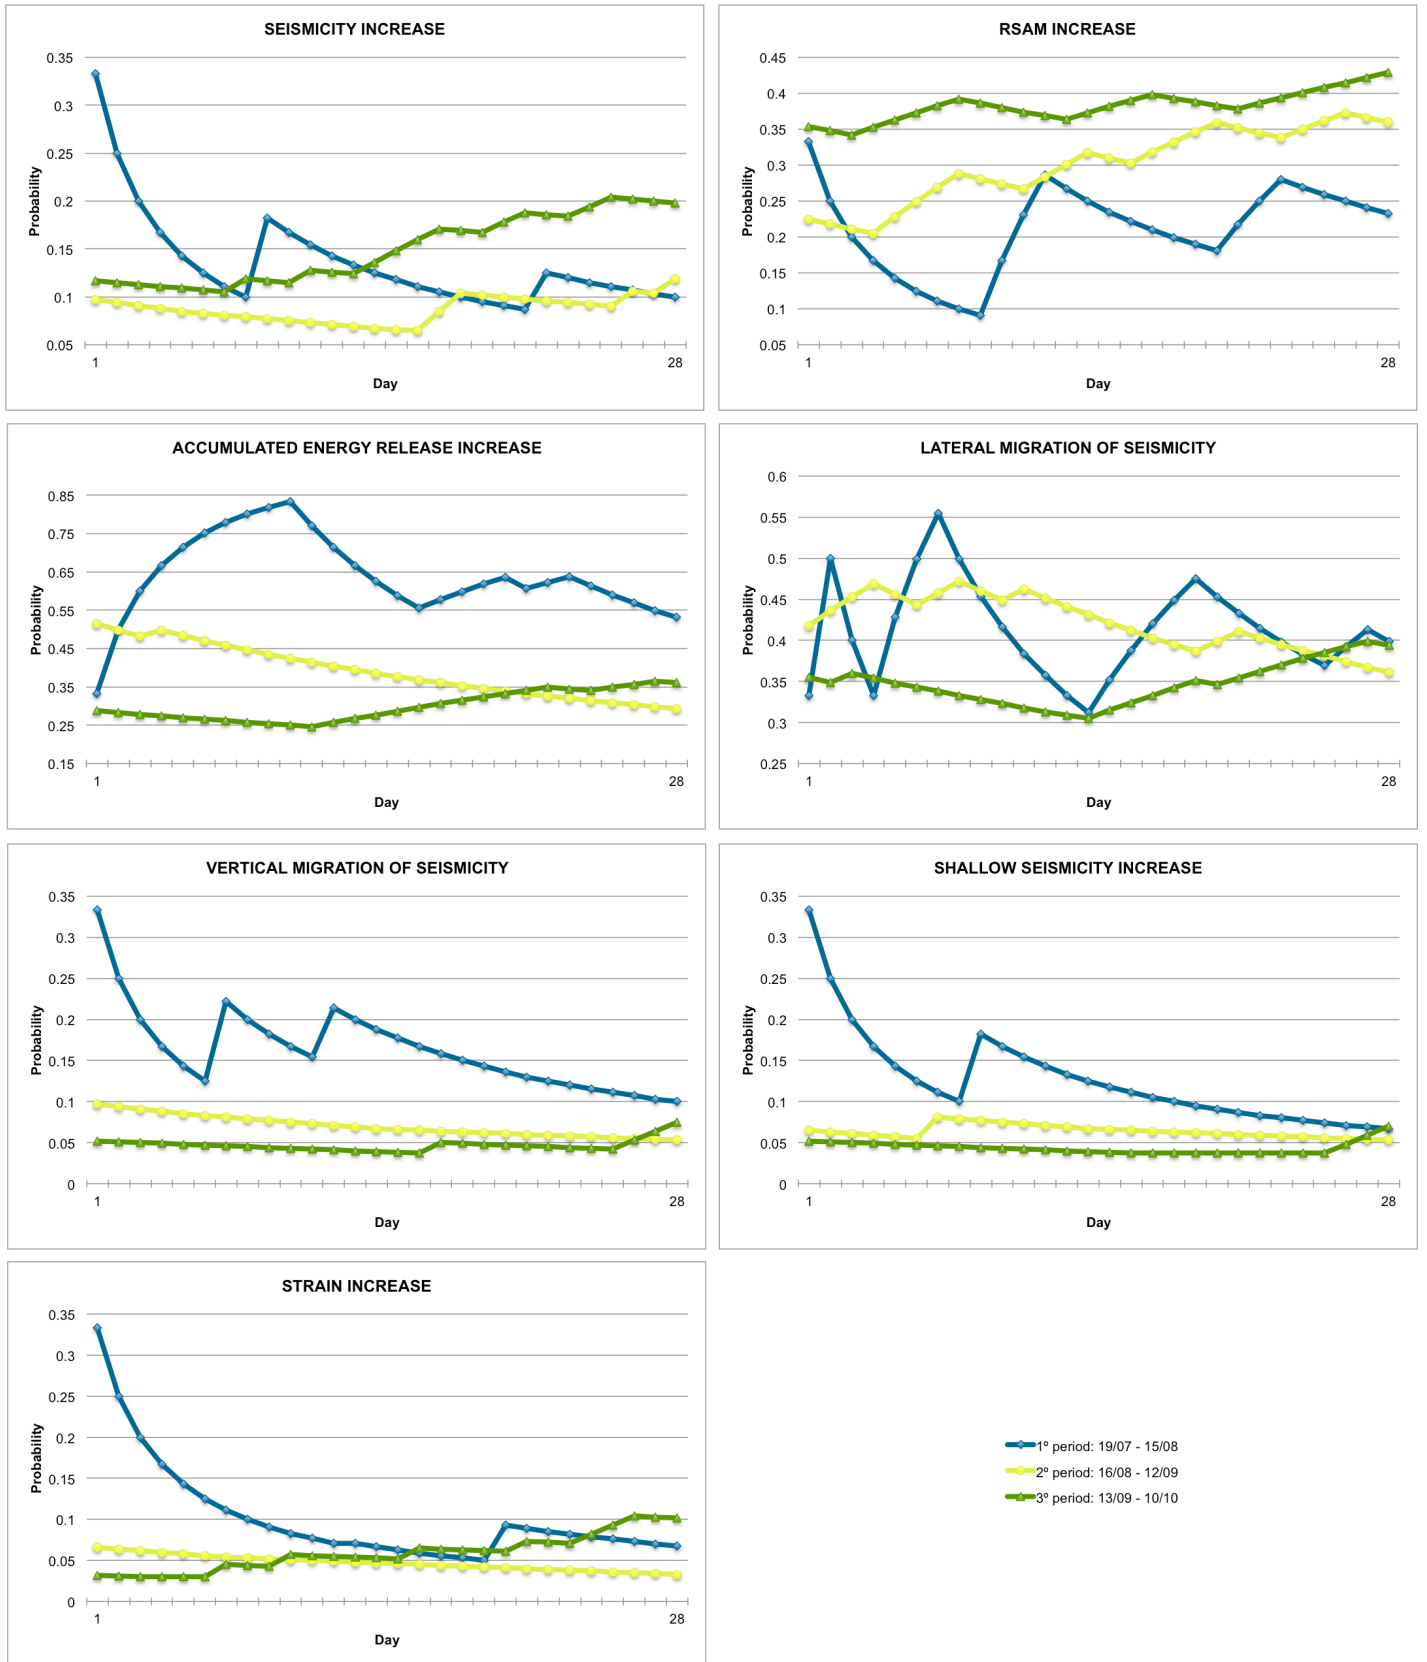 SEISMICITY INCREASE
0.35
0.3
0.25
0.2
0.15
0.1
0.05
Probability
1
28
Day
RSAM INCREASE
0.45
0.4
0.35
0.3
0.25
0.2
0.15
0.1
0.05
Probability
1
28
Day
ACCUMULATED ENERGY RELEASE INCREASE
0.85
0.75
0.65
0.55
0.45
0.35
0.25
0.15
Probability
1
28
Day
LATERAL MIGRATION OF SEISMICITY
0.6
0.55
0.5
0.45
0.4
0.35
0.3
0.25
Probability
1
28
Day
VERTICAL MIGRATION OF SEISMICITY
0.35
0.3
0.25
0.2
0.15
0.1
0.05
0
Probability
1
28
Day
SHALLOW SEISMICITY INCREASE
0.35
0.3
0.25
0.2
0.15
0.1
0.05
0
Probability
1
28
Day
STRAIN INCREASE
0.35
0.3
0.25
0.2
0.15
0.1
0.05
0
Probability
1
28
Day
1º period: 19/07 - 15/08
2º period: 16/08 - 12/09
3º period: 13/09 - 10/10